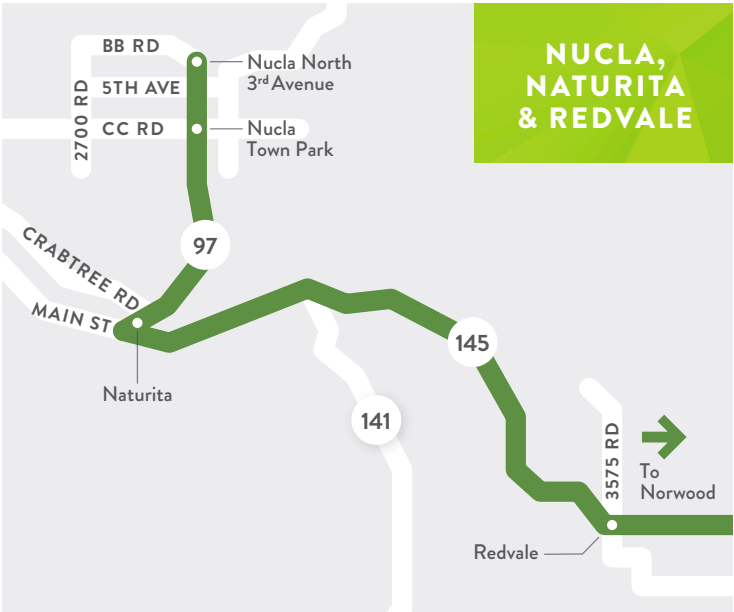 NUCLA,
NATURITA
& REDVALE
BB RD
Nucla North
3rd Avenue
5TH AVE
2700 RD
CC RD
Nucla
Town Park
97
CRABTREE RD
MAIN ST
Naturita
145
141
3575 RD
To
Norwood
Redvale